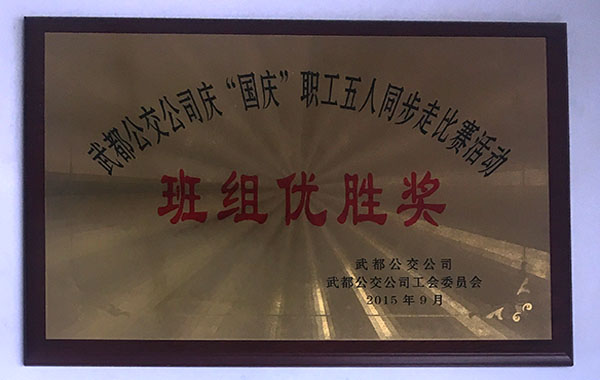 武都公交公司庆“国庆”职工五人同步走比赛活动
班组优胜奖
武都公交公司
武都公交公司工会委员会
2015年9月